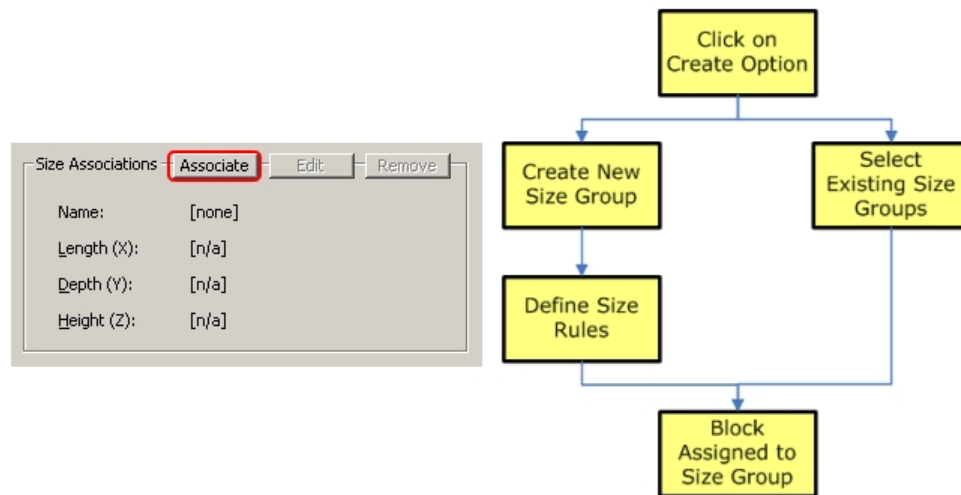 Size Associations Associate Edit Remove
Name: [none]
Length (X): [n/a]
Depth (Y): [n/a]
Height (Z): [n/a]
Click on
Create Option
Create New
Size Group
Select
Existing Size
Groups
Define Size
Rules
Block
Assigned to
Size Group